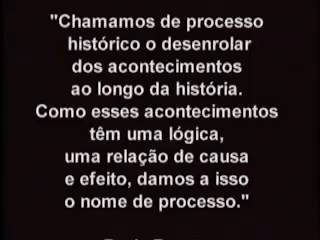 "Chamamos de processo
histórico o desenrolar
dos acontecimentos
ao longo da história.
Como esses acontecimentos
têm uma lógica,
uma relação de causa
e efeito, damos a isso
o nome de processo."